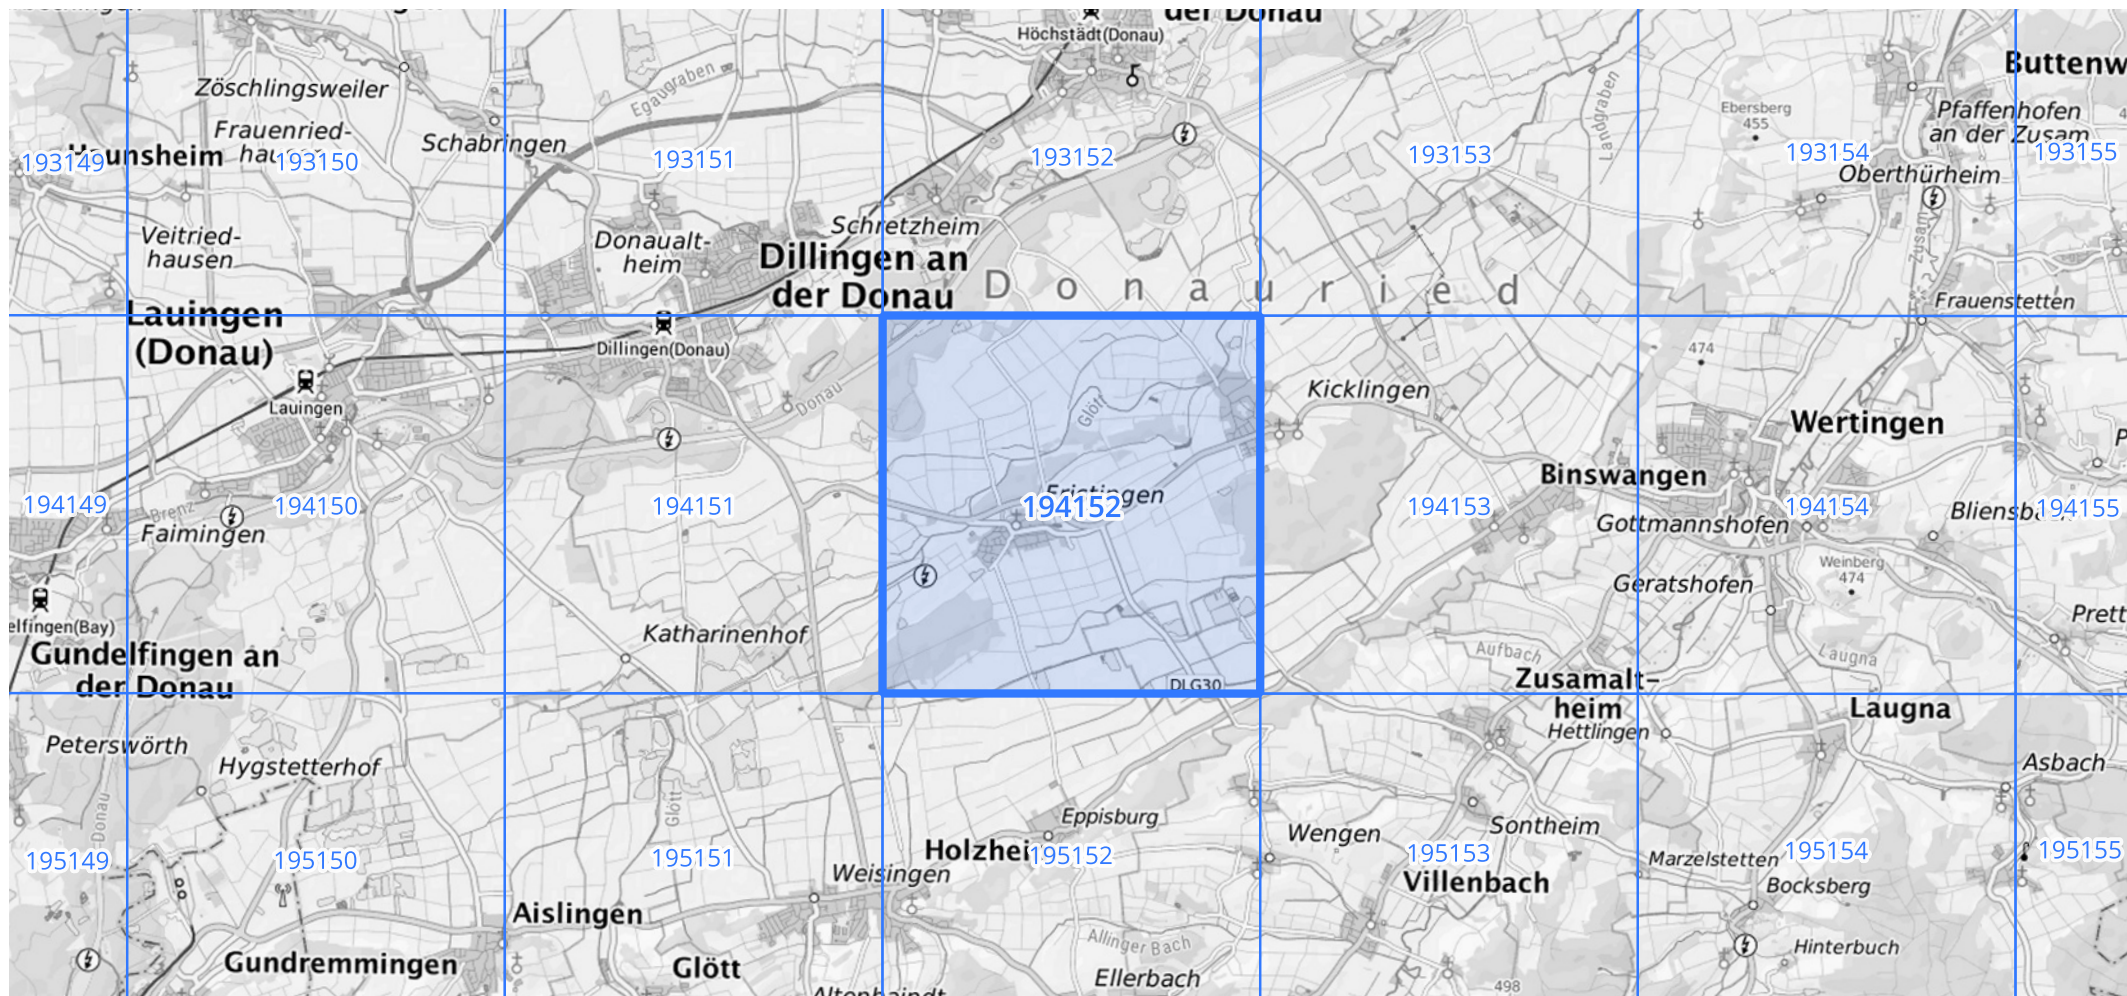 der Donau
Höchstädt(Donau)
Buttenw
Zöschlingsweiler
Egaugraben
Landgraben
Ebersberg
455
Pfaffenhofen
an der Zusam
Frauenried-
Schabringen
193149
193150
193151
193152
193153
193154
193155
Oberthürheim
Veitried-
hausen
Donaualt-
heim
Schretzheim
Zusam
Dillingen an
der Donau
Donauried
Frauenstetten
Lauingen
(Donau)
Dillingen(Donau)
474
Lauingen
Donau
Glött
Kicklingen
Wertingen
Binswangen
194149
194150
194151
194152
194153
194154
194155
Brenz
Faimingen
Gottmannshofen
Weinberg
474
Geratshofen
elfingen(Bay)
Gundelfingen an
der Donau
Katharinenhof
Prett
Aufbach
Laugna
DLG30
Zusamalt-
heim
Hettlingen
Laugna
Peterswörth
Hygstetterhof
Asbach
Donau
Glött
Eppisburg
Wengen
Sontheim
195149
195150
195151
195152
195153
195154
195155
Weisingen
Marzelstetten
Villenbach
Bocksberg
Aislingen
Allinger Bach
Hinterbuch
Gundremmingen
Glött
Ellerbach
498